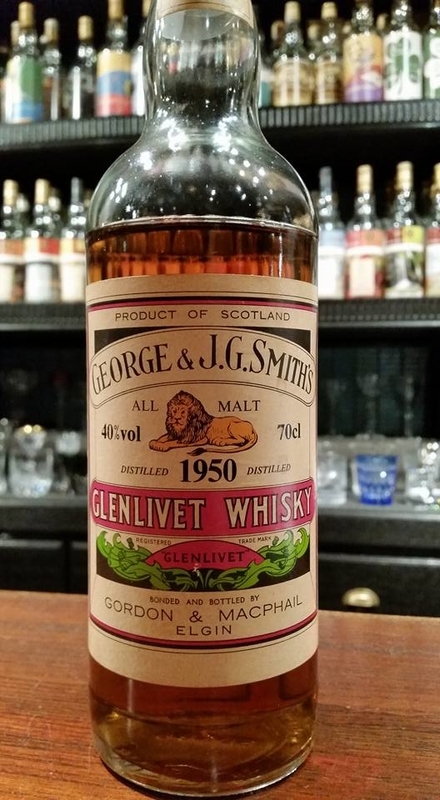 PRODUCT OF SCOTLAND
GEORGE & J.G.SMITH'S
ALL MALT
40%vol 70cl
DISTILLED 1950 DISTILLED
GLENLIVET WHISKY
REGISTERED TRADE MARK
GLENLIVET
BONDED AND BOTTLED BY
GORDON & MACPHAIL
ELGIN